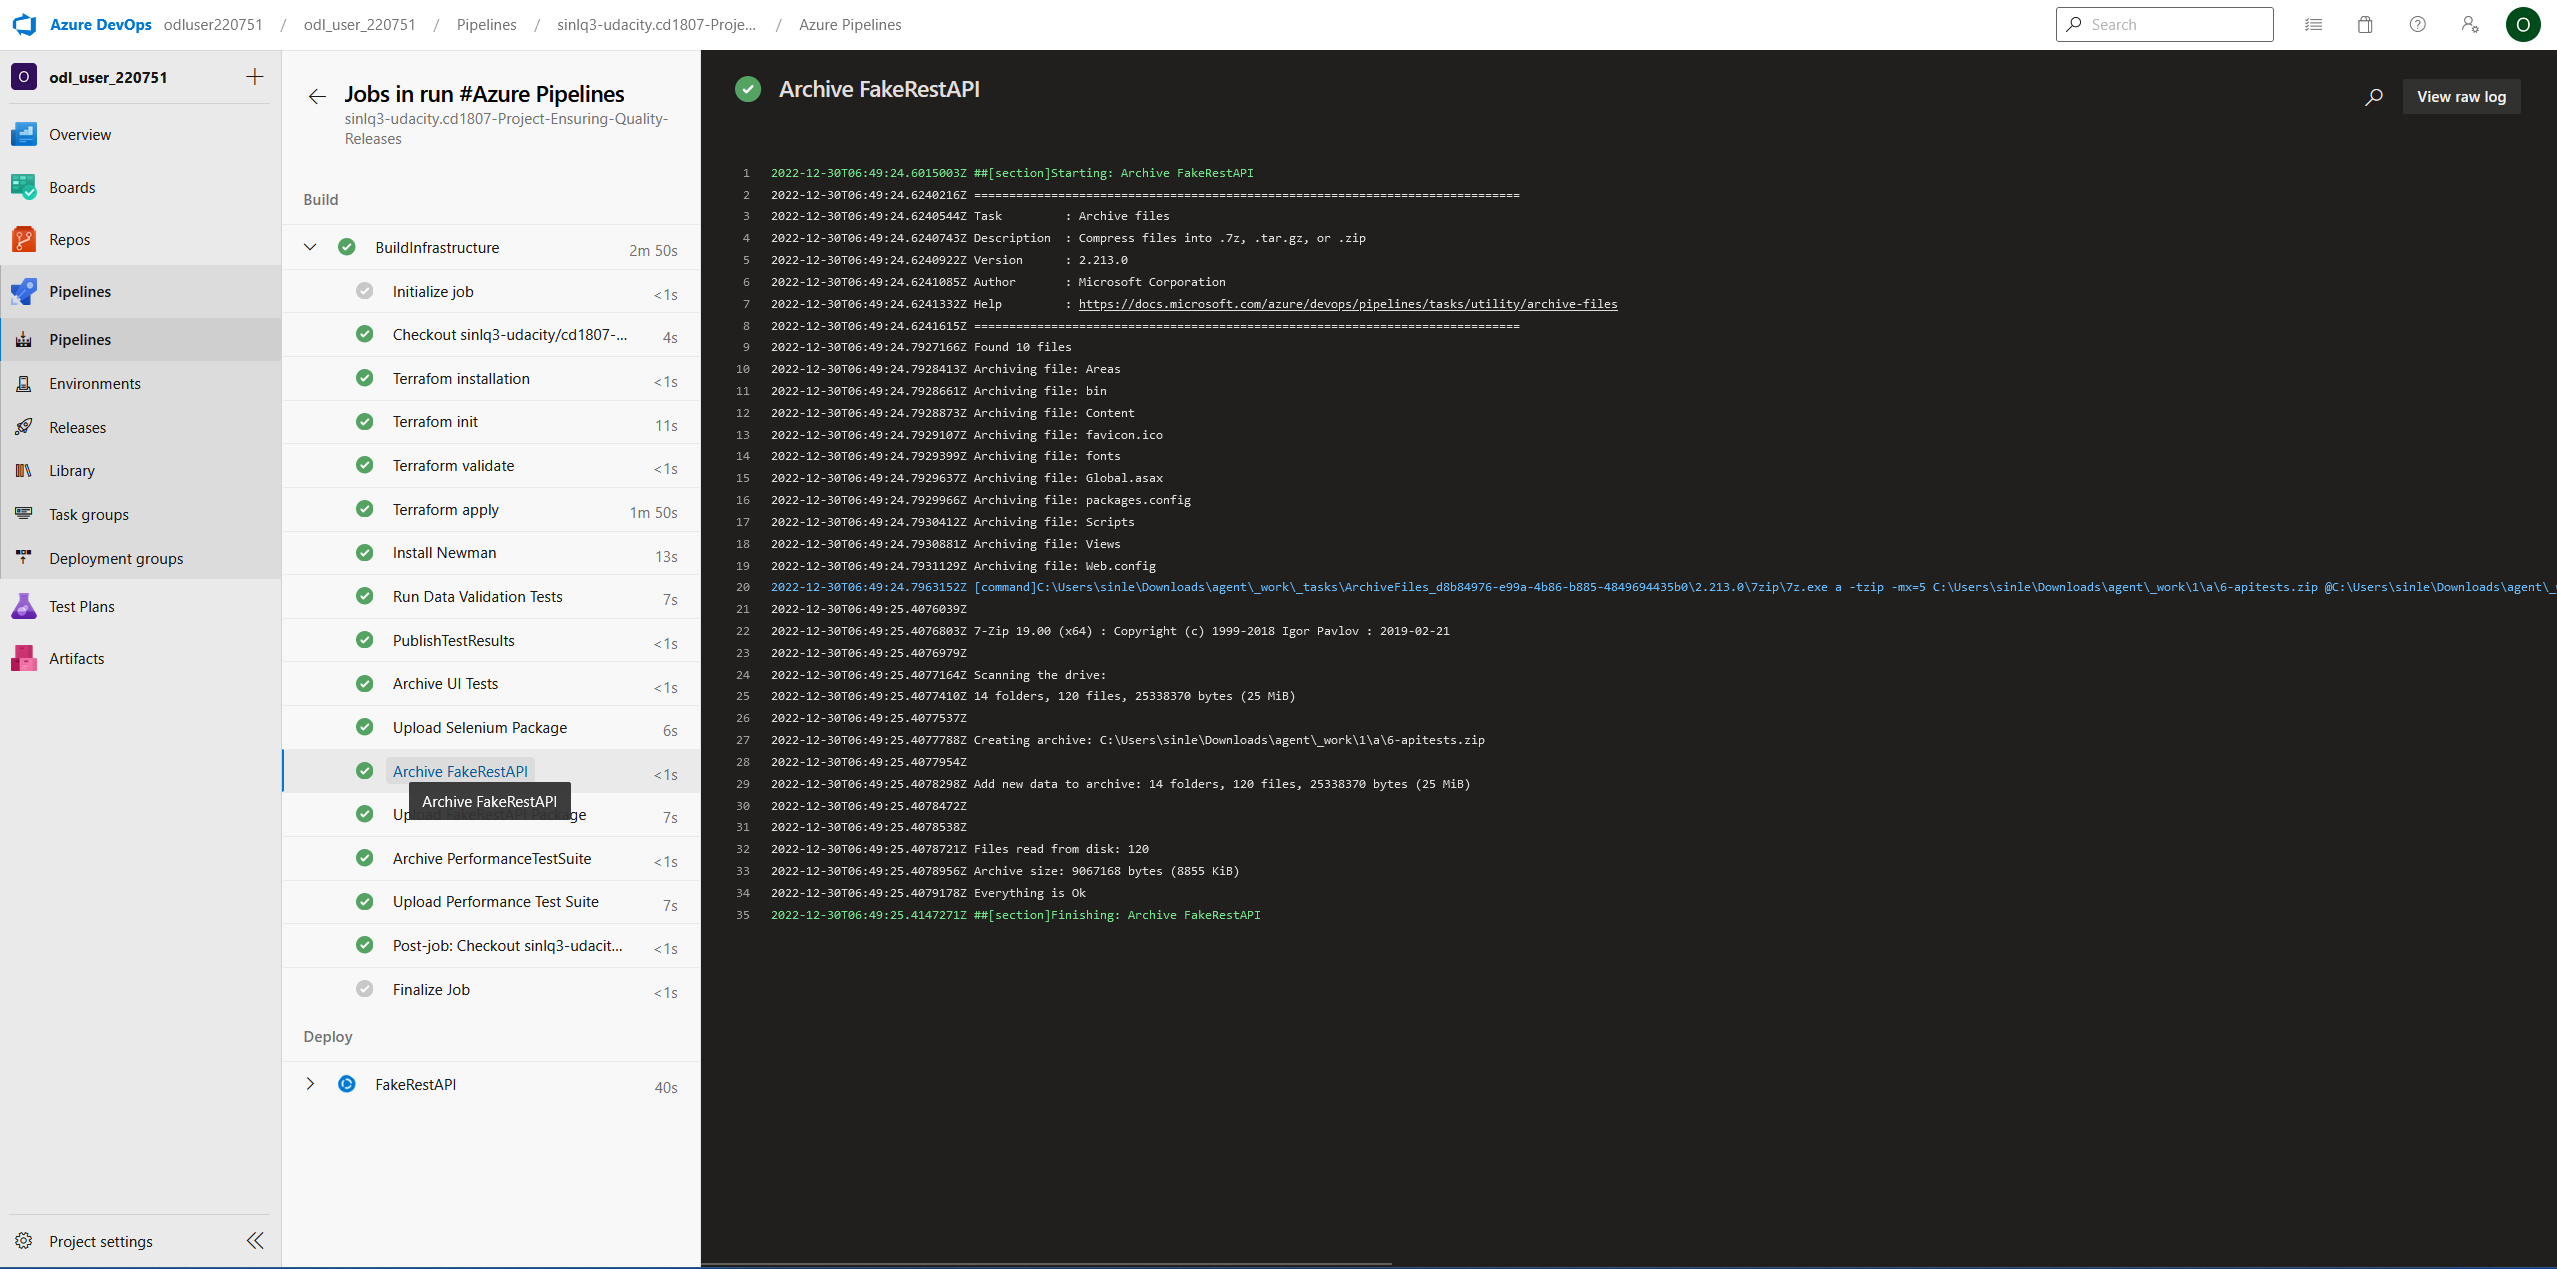 Azure DevOps odluser220751 / odl_user_220751 / Pipelines / sinlq3-udacity.cd1807-Proje... / Azure Pipelines
Search
O
O odl_user_220751
Overview
Boards
Repos
Pipelines
Pipelines
Environments
Releases
Library
Task groups
Deployment groups
Test Plans
Artifacts
Project settings
Jobs in run #Azure Pipelines
sinlq3-udacity.cd1807-Project-Ensuring-Quality-
Releases
Build
BuildInfrastructure 2m 50s
Initialize job <1s
Checkout sinlq3-udacity/cd1807-... 4s
Terrafom installation <1s
Terrafom init 11s
Terraform validate <1s
Terraform apply 1m 50s
Install Newman 13s
Run Data Validation Tests 7s
PublishTestResults <1s
Archive UI Tests <1s
Upload Selenium Package 6s
Archive FakeRestAPI <1s
Archive FakeRestAPI
Upload FakeRestAPI Package 7s
Archive PerformanceTestSuite <1s
Upload Performance Test Suite 7s
Post-job: Checkout sinlq3-udacit... <1s
Finalize Job <1s
Deploy
FakeRestAPI 40s
Archive FakeRestAPI
View raw log
1 2022-12-30T06:49:24.6015003Z ##[section]Starting: Archive FakeRestAPI
2 2022-12-30T06:49:24.6240216Z ==============================================================================
3 2022-12-30T06:49:24.6240544Z Task : Archive files
4 2022-12-30T06:49:24.6240743Z Description : Compress files into .7z, .tar.gz, or .zip
5 2022-12-30T06:49:24.6240922Z Version : 2.213.0
6 2022-12-30T06:49:24.6241085Z Author : Microsoft Corporation
7 2022-12-30T06:49:24.6241332Z Help : https://docs.microsoft.com/azure/devops/pipelines/tasks/utility/archive-files
8 2022-12-30T06:49:24.6241615Z ==============================================================================
9 2022-12-30T06:49:24.7927166Z Found 10 files
10 2022-12-30T06:49:24.7928413Z Archiving file: Areas
11 2022-12-30T06:49:24.7928661Z Archiving file: bin
12 2022-12-30T06:49:24.7928873Z Archiving file: Content
13 2022-12-30T06:49:24.7929107Z Archiving file: favicon.ico
14 2022-12-30T06:49:24.7929399Z Archiving file: fonts
15 2022-12-30T06:49:24.7929637Z Archiving file: Global.asax
16 2022-12-30T06:49:24.7929966Z Archiving file: packages.config
17 2022-12-30T06:49:24.7930412Z Archiving file: Scripts
18 2022-12-30T06:49:24.7930881Z Archiving file: Views
19 2022-12-30T06:49:24.7931129Z Archiving file: Web.config
20 2022-12-30T06:49:24.7963152Z [command]C:\Users\sinle\Downloads\agent\_work\_tasks\ArchiveFiles_d8b84976-e99a-4b86-b885-4849694435b0\2.213.0\7zip\7z.exe a -tzip -mx=5 C:\Users\sinle\Downloads\agent\_work\1\a\6-apitests.zip @C:\Users\sinle\Downloads\agent\_
21 2022-12-30T06:49:25.4076039Z
22 2022-12-30T06:49:25.4076803Z 7-Zip 19.00 (x64) : Copyright (c) 1999-2018 Igor Pavlov : 2019-02-21
23 2022-12-30T06:49:25.4076979Z
24 2022-12-30T06:49:25.4077164Z Scanning the drive:
25 2022-12-30T06:49:25.4077410Z 14 folders, 120 files, 25338370 bytes (25 MiB)
26 2022-12-30T06:49:25.4077537Z
27 2022-12-30T06:49:25.4077788Z Creating archive: C:\Users\sinle\Downloads\agent\_work\1\a\6-apitests.zip
28 2022-12-30T06:49:25.4077954Z
29 2022-12-30T06:49:25.4078298Z Add new data to archive: 14 folders, 120 files, 25338370 bytes (25 MiB)
30 2022-12-30T06:49:25.4078472Z
31 2022-12-30T06:49:25.4078538Z
32 2022-12-30T06:49:25.4078721Z Files read from disk: 120
33 2022-12-30T06:49:25.4078956Z Archive size: 9067168 bytes (8855 KiB)
34 2022-12-30T06:49:25.4079178Z Everything is Ok
35 2022-12-30T06:49:25.4147271Z ##[section]Finishing: Archive FakeRestAPI